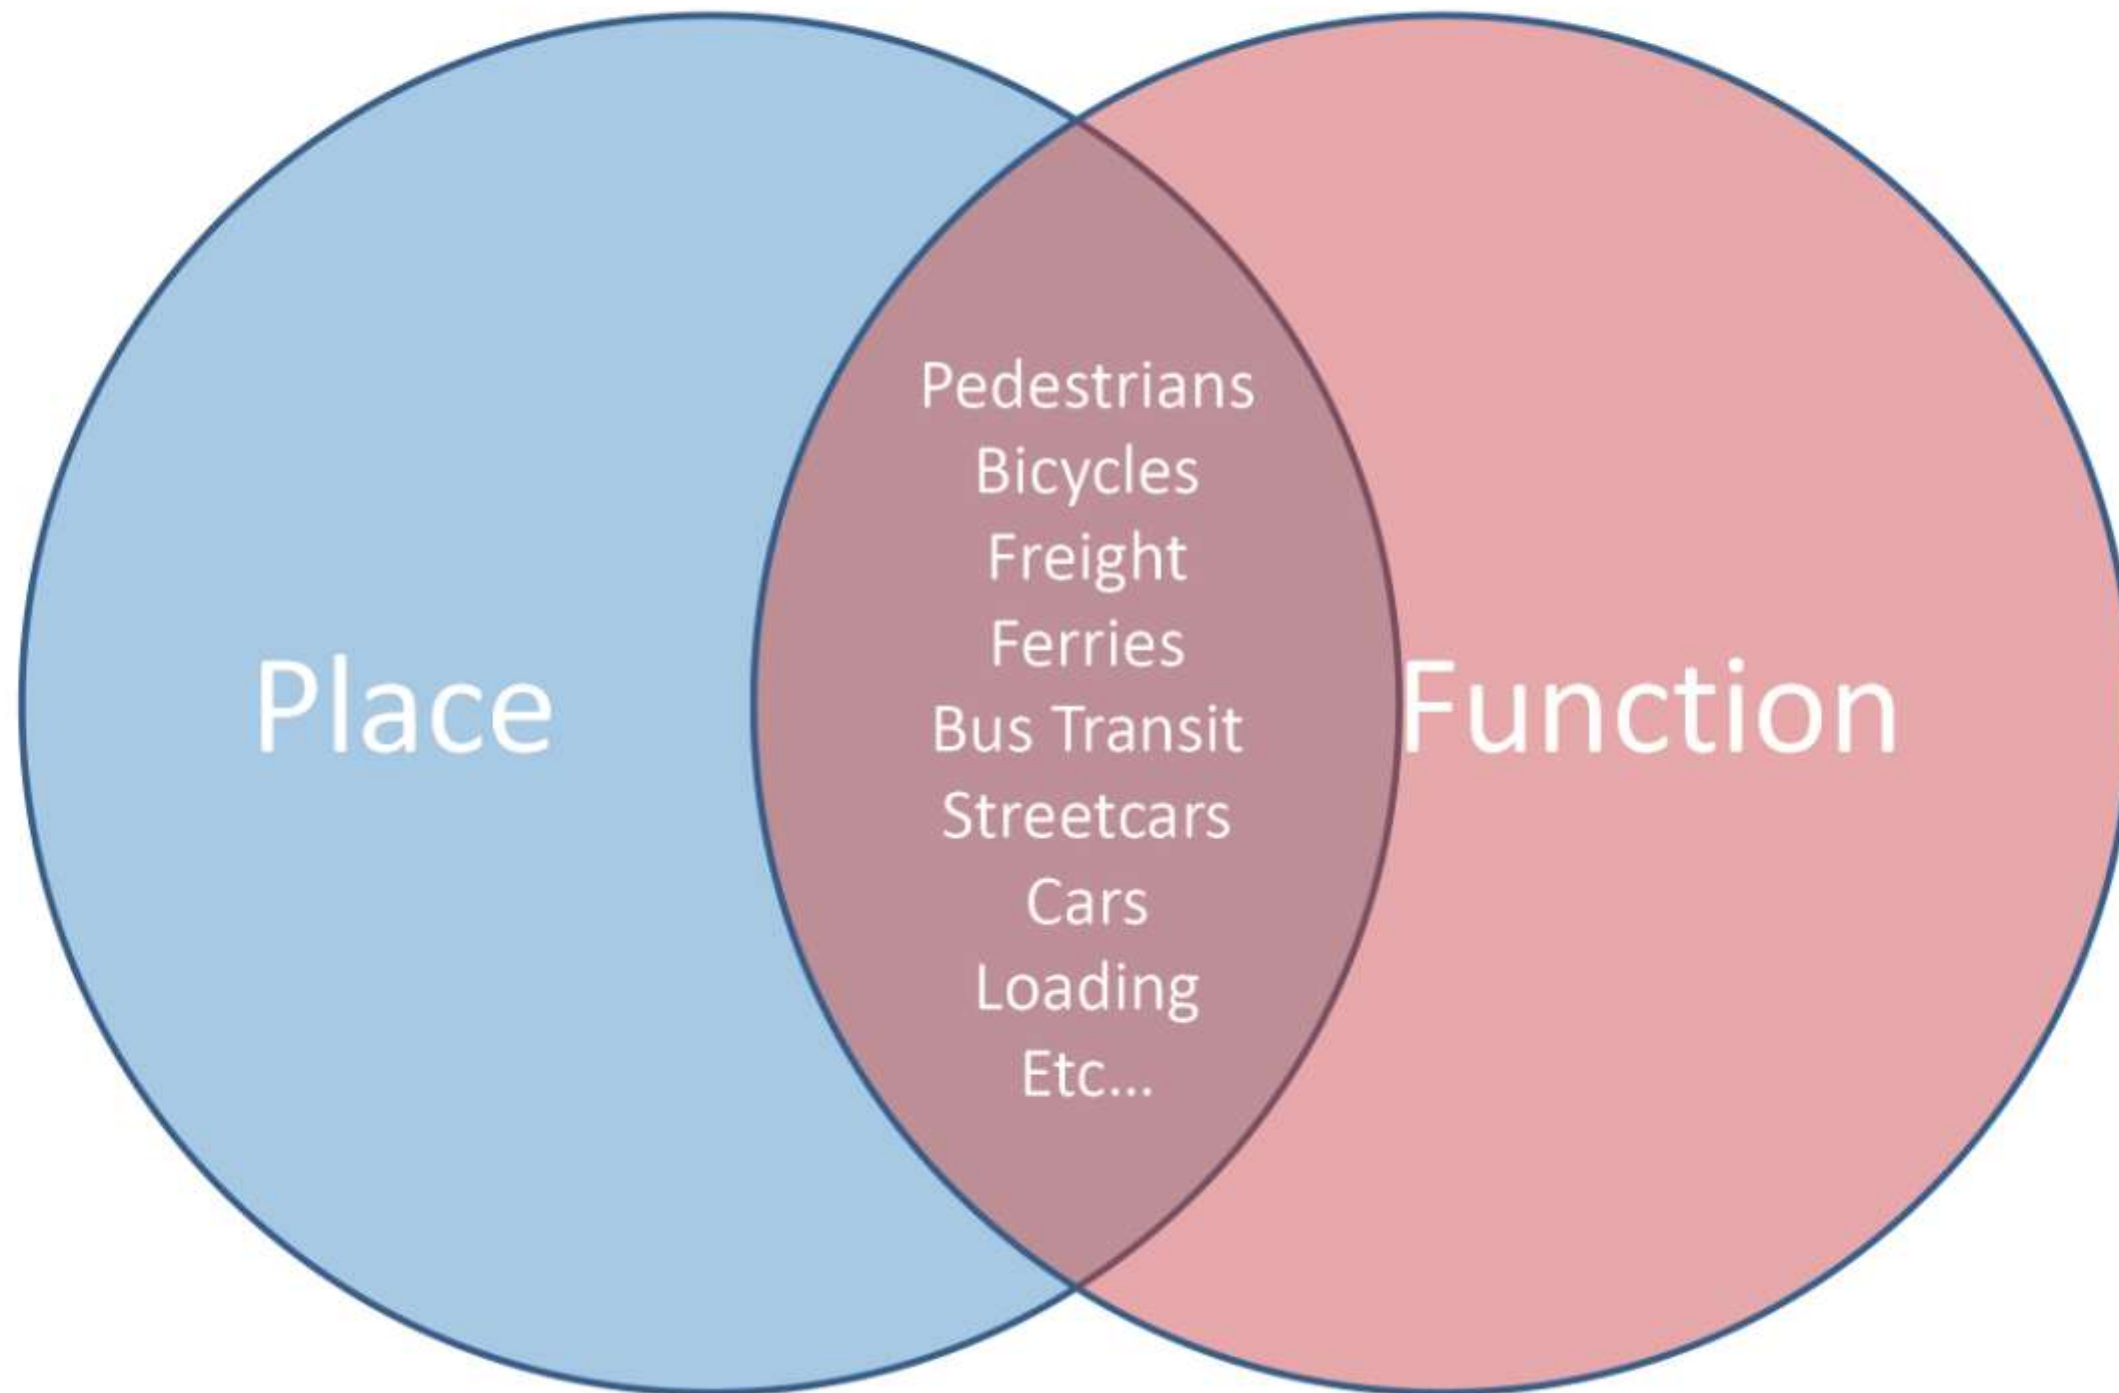 Place
Pedestrians
Bicycles
Freight
Ferries
Bus Transit
Streetcars
Cars
Loading
Etc...
Function